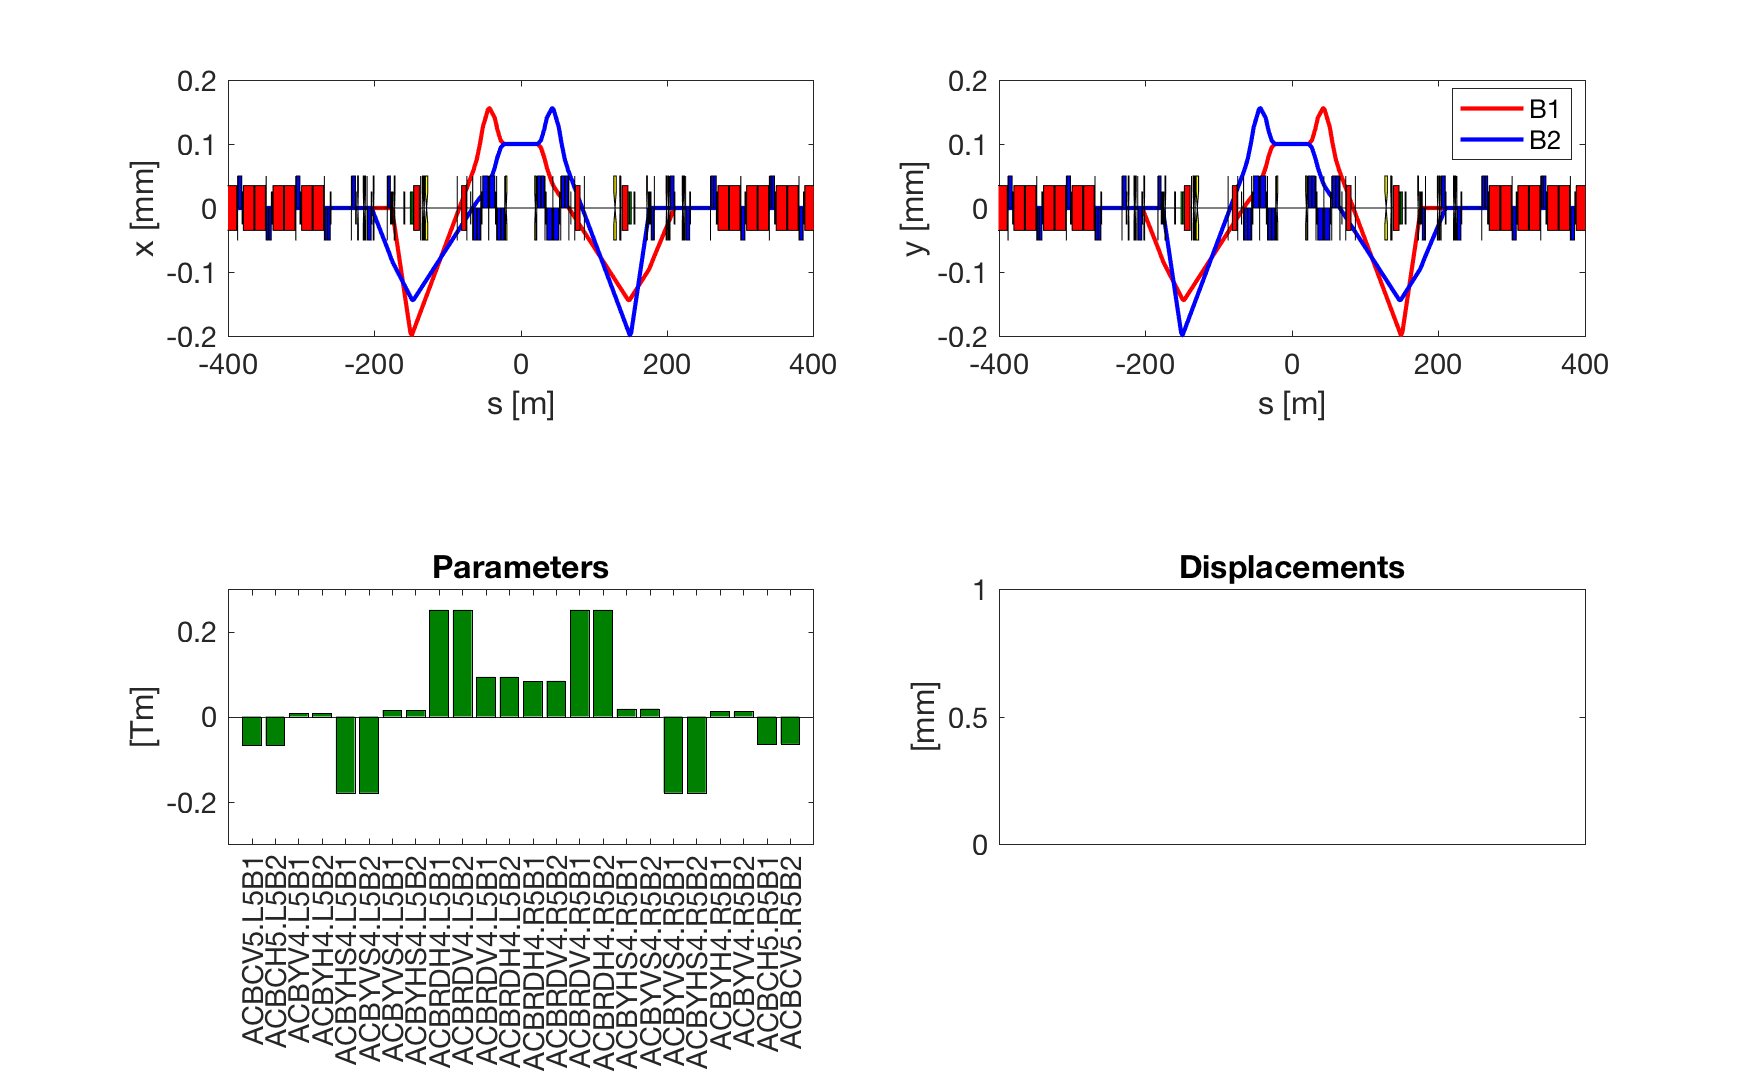 0.2
0.1
0
-0.1
-0.2
x [mm]
-400
-200
0
200
400
s [m]
0.2
0.1
0
-0.1
-0.2
y [mm]
-400
-200
0
200
400
s [m]
B1
B2
Parameters
0.2
0
-0.2
[Tm]
ACBCV5.L5B1
ACBCH5.L5B2
ACBYV4.L5B1
ACBYH4.L5B2
ACBYHS4.L5B1
ACBYVS4.L5B2
ACBYVS4.L5B1
ACBYHS4.L5B2
ACBRDH4.L5B1
ACBRDV4.L5B2
ACBRDV4.L5B1
ACBRDH4.L5B2
ACBRDH4.R5B1
ACBRDV4.R5B2
ACBRDV4.R5B1
ACBRDH4.R5B2
ACBYHS4.R5B1
ACBYVS4.R5B2
ACBYVS4.R5B1
ACBYHS4.R5B2
ACBYH4.R5B1
ACBYV4.R5B2
ACBCH5.R5B1
ACBCV5.R5B2
Displacements
1
0.5
0
[mm]